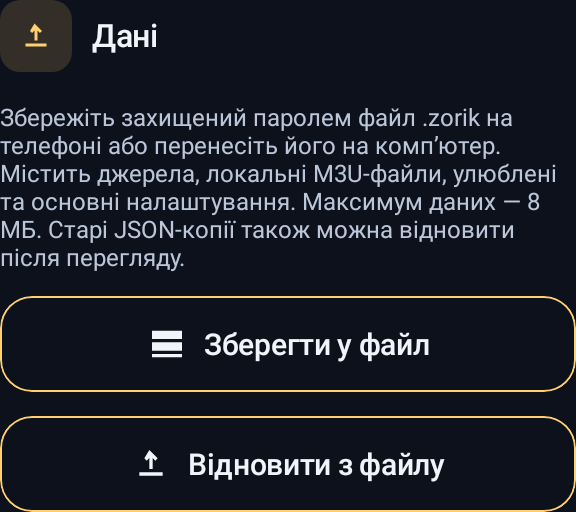 Дані
Збережіть захищений паролем файл .zorik на
телефоні або перенесіть його на комп’ютер.
Містить джерела, локальні M3U-файли, улюблені
та основні налаштування. Максимум даних — 8
МБ. Старі JSON-копії також можна відновити
після перегляду.
Зберегти у файл
Відновити з файлу